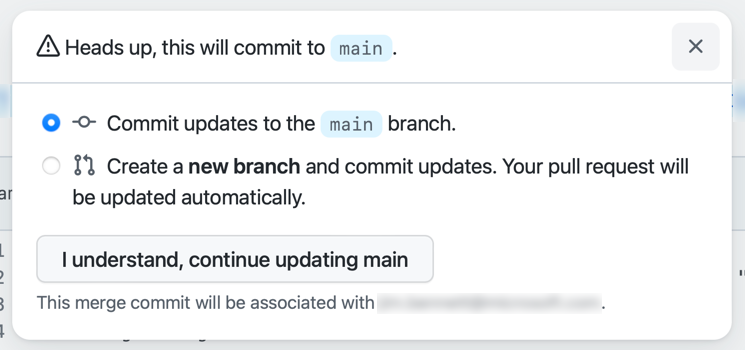 Heads up, this will commit to main.
Commit updates to the main branch.
Create a new branch and commit updates. Your pull request will
be updated automatically.
I understand, continue updating main
This merge commit will be associated with .